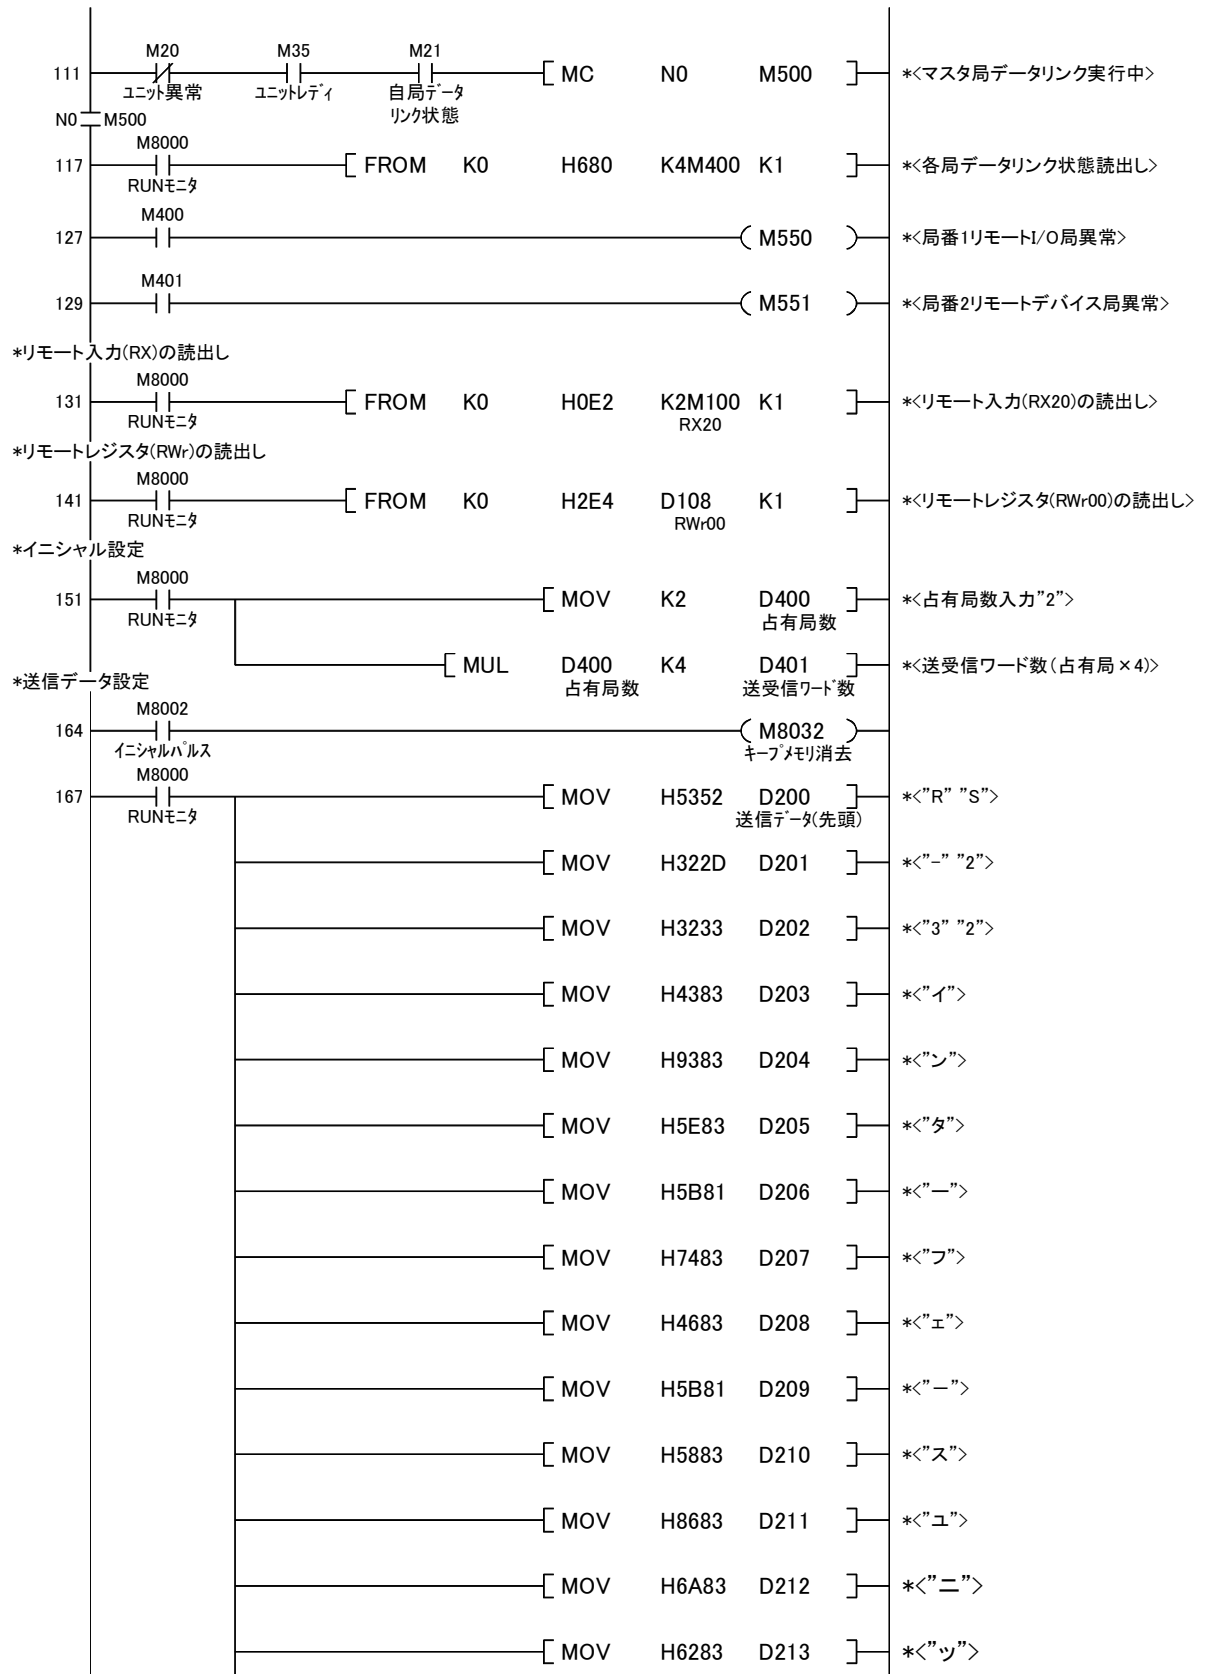 M20 M35 M21
111 MC N0 M500 *<マスタ局データリンク実行中>
ユニット異常 ユニットレディ 自局データ
リンク状態
N0 M500
M8000
117 FROM K0 H680 K4M400 K1 *<各局データリンク状態読出し>
RUNモニタ
M400
127 M550 *<局番1リモートI/O局異常>
M401
129 M551 *<局番2リモートデバイス局異常>
*リモート入力(RX)の読出し
M8000
131 FROM K0 H0E2 K2M100 K1 *<リモート入力(RX20)の読出し>
RUNモニタ RX20
*リモートレジスタ(RWr)の読出し
M8000
141 FROM K0 H2E4 D108 K1 *<リモートレジスタ(RWr00)の読出し>
RUNモニタ RWr00
*イニシャル設定
M8000
151 MOV K2 D400 *<占有局数入力”2”>
RUNモニタ 占有局数
MUL D400 K4 D401 *<送受信ワード数(占有局×4)>
占有局数 送受信ワード数
*送信データ設定
M8002
164 M8032
イニシャルパルス キープメモリ消去
M8000
167 MOV H5352 D200 *<”R” ”S”>
RUNモニタ 送信データ(先頭)
MOV H322D D201 *<”-” ”2”>
MOV H3233 D202 *<”3” ”2”>
MOV H4383 D203 *<”イ”>
MOV H9383 D204 *<”ン”>
MOV H5E83 D205 *<”タ”>
MOV H5B81 D206 *<”ー”>
MOV H7483 D207 *<”フ”>
MOV H4683 D208 *<”ェ”>
MOV H5B81 D209 *<”ー”>
MOV H5883 D210 *<”ス”>
MOV H8683 D211 *<”ユ”>
MOV H6A83 D212 *<”ニ”>
MOV H6283 D213 *<”ッ”>